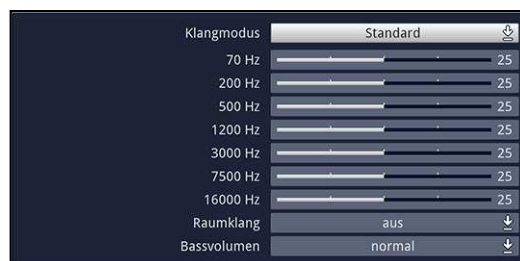 Klangmodus Standard
70 Hz 25
200 Hz 25
500 Hz 25
1200 Hz 25
3000 Hz 25
7500 Hz 25
16000 Hz 25
Raumklang aus
Bassvolumen normal